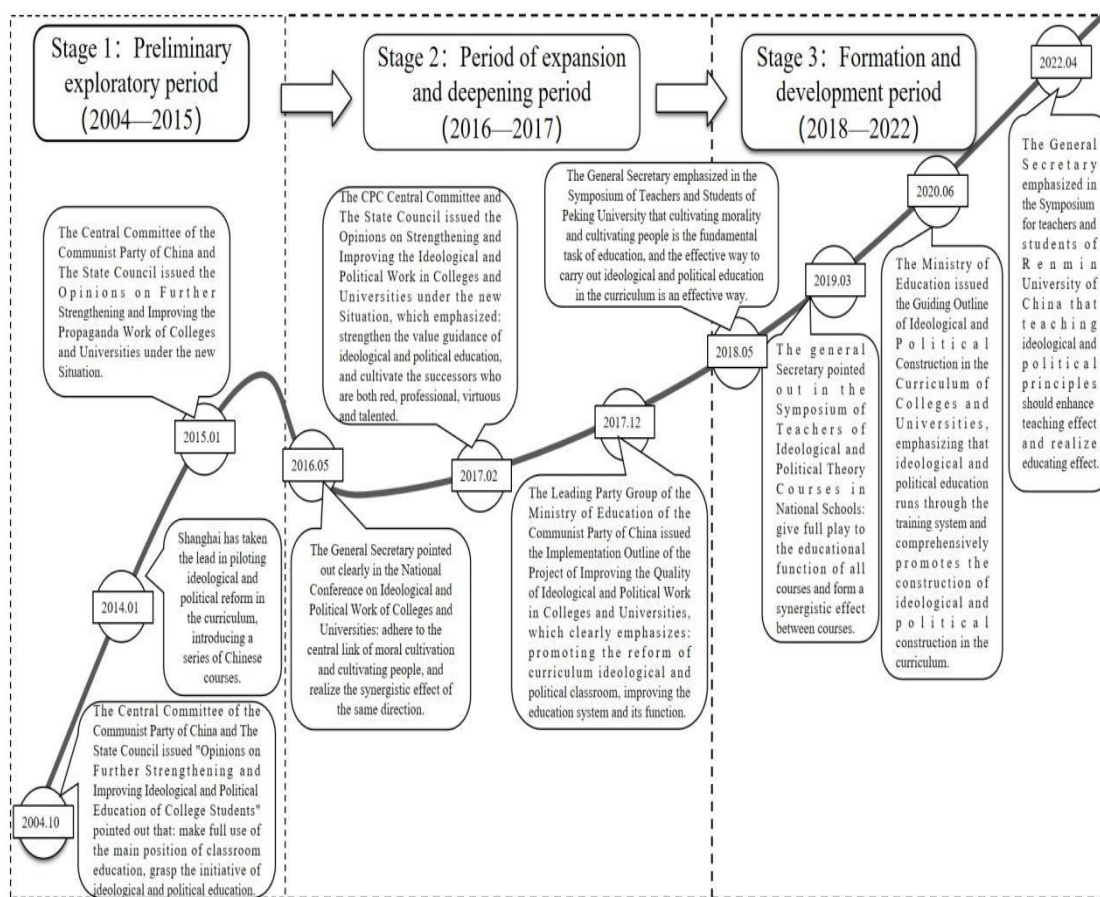 Stage 1: Preliminary
exploratory period
(2004—2015)
Stage 2: Period of expansion
and deepening period
(2016—2017)
Stage 3: Formation and
development period
(2018—2022)
2004.10
The Central Committee of the
Communist Party of China and The
State Council issued "Opinions on
Further Strengthening and
Improving Ideological and Political
Education of College Students"
pointed out that: make full use of
the main position of classroom
education, grasp the initiative of
ideological and political education.
2014.01
Shanghai has taken
the lead in piloting
ideological and
political reform in
the curriculum,
introducing a
series of Chinese
courses.
2015.01
The Central Committee of the
Communist Party of China and
The State Council issued the
Opinions on Further
Strengthening and Improving the
Propaganda Work of Colleges
and Universities under the new
Situation.
2016.05
The General Secretary pointed
out clearly in the National
Conference on Ideological and
Political Work of Colleges and
Universities: adhere to the
central link of moral cultivation
and cultivating people, and
realize the synergistic effect of
the same direction.
2017.02
The CPC Central Committee and
The State Council issued the
Opinions on Strengthening and
Improving the Ideological and
Political Work in Colleges and
Universities under the new
Situation, which emphasized:
strengthen the value guidance of
ideological and political education,
and cultivate the successors who
are both red, professional, virtuous
and talented.
2017.12
The Leading Party Group of the
Ministry of Education of the
Communist Party of China issued
the Implementation Outline of the
Project of Improving the Quality
of Ideological and Political Work
in Colleges and Universities,
which clearly emphasizes:
promoting the reform of
curriculum ideological and
political classroom, improving the
education system and its function.
2018.05
The General Secretary emphasized in the
Symposium of Teachers and Students of
Peking University that cultivating morality
and cultivating people is the fundamental
task of education, and the effective way to
carry out ideological and political education
in the curriculum is an effective way.
2019.03
The general
Secretary pointed
out in the
Symposium of
Teachers of
Ideological and
Political Theory
Courses in
National Schools:
give full play to
the educational
function of all
courses and form a
synergistic effect
between courses.
2020.06
The Ministry of
Education issued
the Guiding Outline
of Ideological and
Political
Construction in the
Curriculum of
Colleges and
Universities,
emphasizing that
ideological and
political education
runs through the
training system and
comprehensively
promotes the
construction of
ideological and
political
construction in the
curriculum.
2022.04
The General
Secretary
emphasized in
the Symposium
for teachers and
students of
Renmin
University of
China that
teaching
ideological and
political
principles
should enhance
teaching effect
and realize
educating effect.